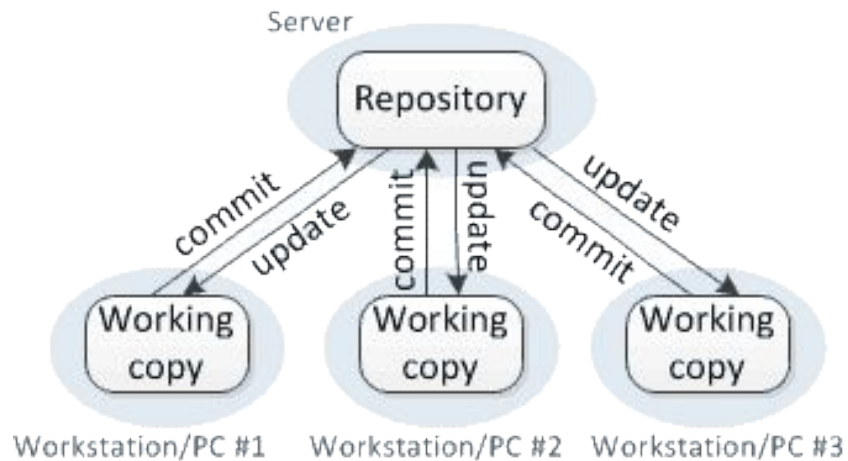 Server
Repository
commit
update
commit
update
update
commit
Working
copy
Working
copy
Working
copy
Workstation/PC #1
Workstation/PC #2
Workstation/PC #3